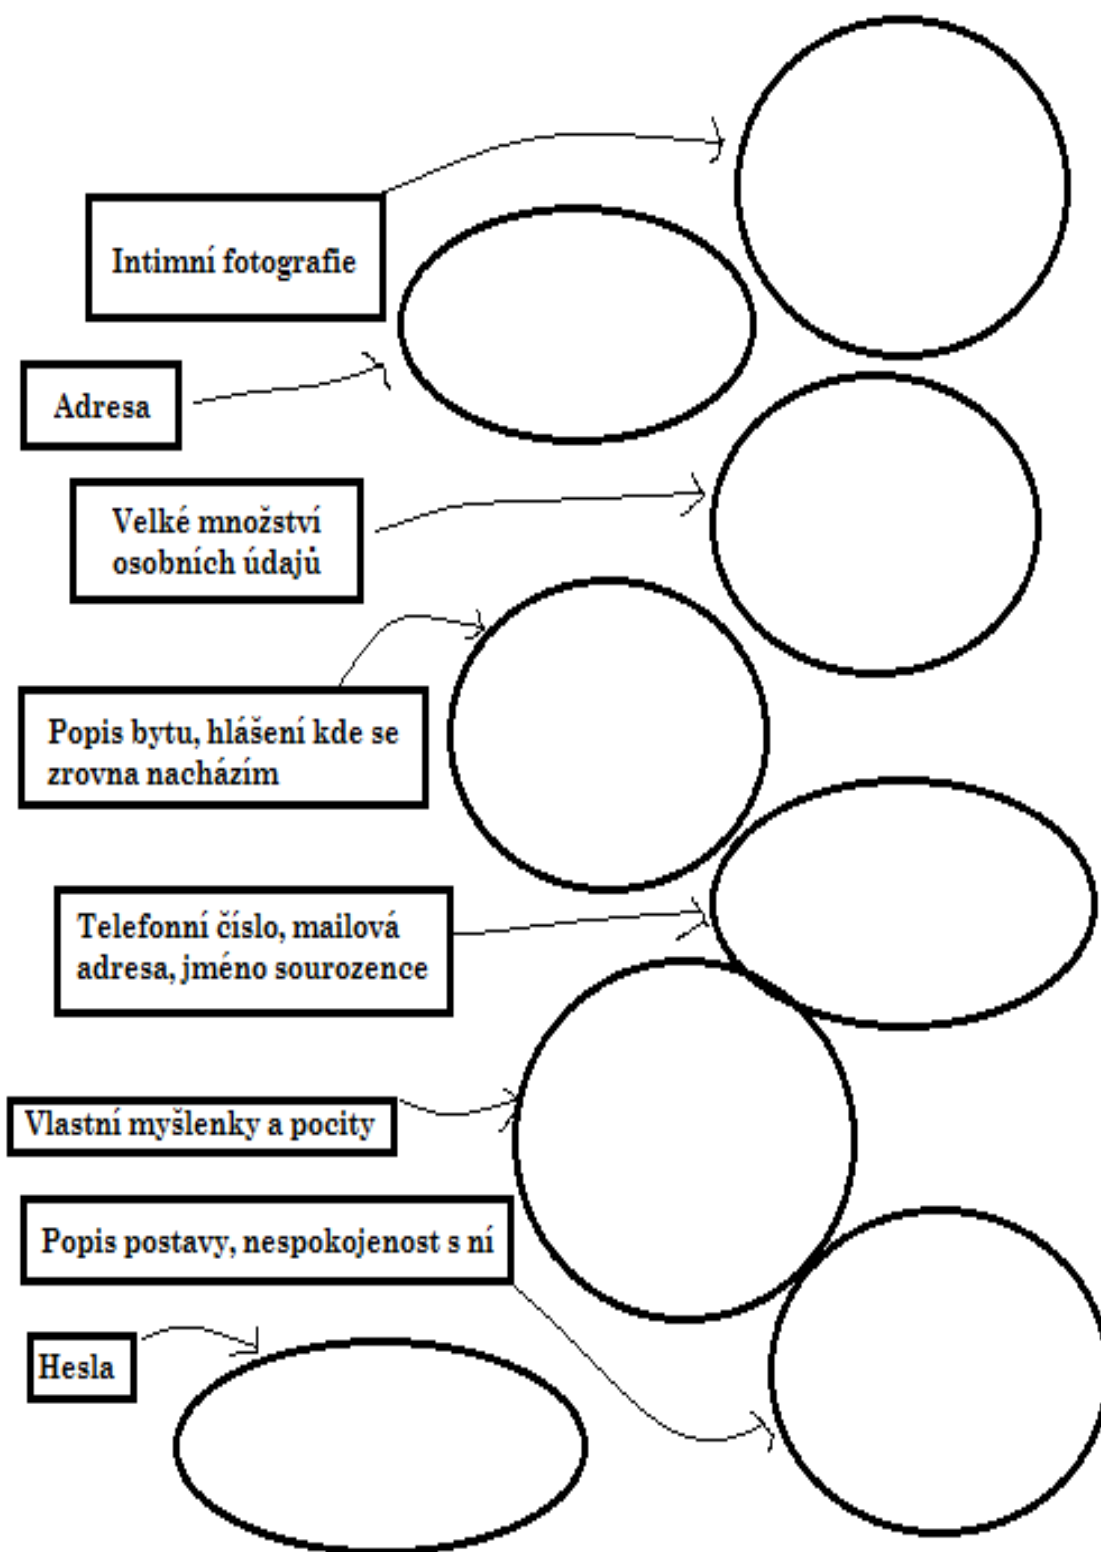 Intimní fotografie
Adresa
Velké množství
osobních údajů
Popis bytu, hlášení kde se
zrovna nacházím
Telefonní číslo, mailová
adresa, jméno sourozence
Vlastní myšlenky a pocity
Popis postavy, nespokojenost s ní
Hesla